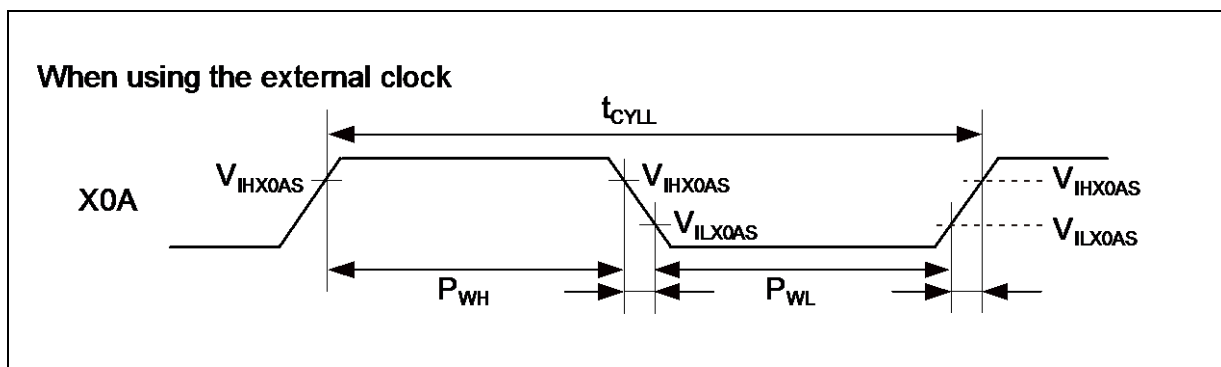 When using the external clock
tCYLL
VIHX0AS VIHX0AS VIHX0AS
X0A
VILX0AS VILX0AS
PWH PWL